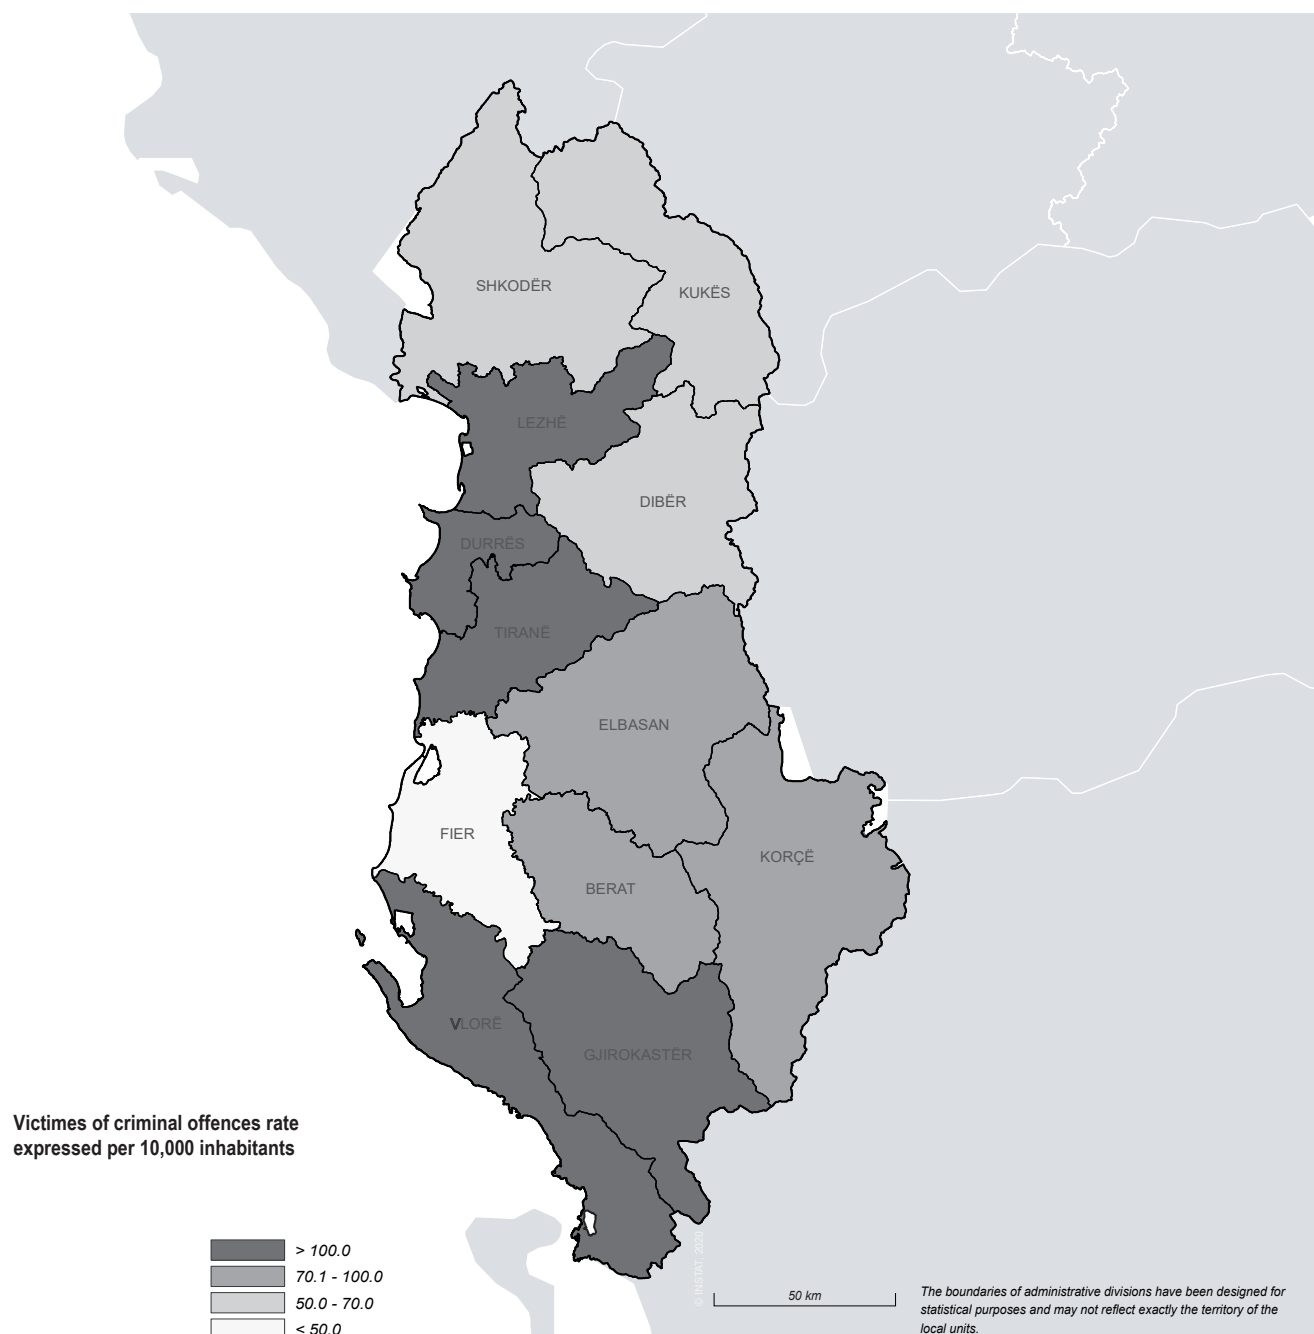 SHKODËR
KUKËS
LEZHË
DIBËR
DURRËS
TIRANË
ELBASAN
FIER
KORÇË
BERAT
VLORË
GJIROKASTËR
Victimes of criminal offences rate
expressed per 10,000 inhabitants
> 100.0
70.1 - 100.0
50.0 - 70.0
< 50.0
© INSTAT, 2020
50 km
The boundaries of administrative divisions have been designed for
statistical purposes and may not reflect exactly the territory of the
local units.